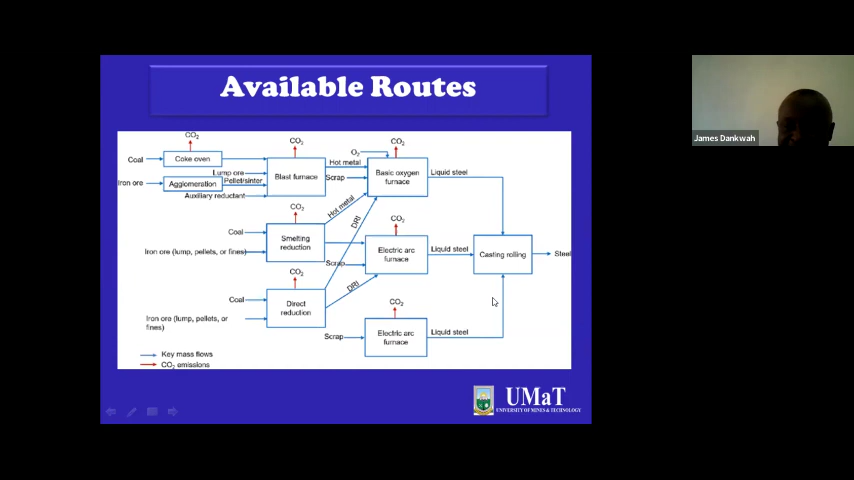 Available Routes
CO2
Coal
Coke oven
Iron ore
Agglomeration
Lump ore
Pellet/sinter
Auxiliary reductant
CO2
Blast furnace
Hot metal
O2
Scrap
CO2
Basic oxygen
furnace
Liquid steel
CO2
Coal
Iron ore (lump, pellets, or fines)
Smelting
reduction
Hot metal
DRI
Scrap
CO2
Electric arc
furnace
Liquid steel
Casting rolling
Steel
CO2
Coal
Iron ore (lump, pellets, or
fines)
Direct
reduction
DRI
CO2
Scrap
Electric arc
furnace
Liquid steel
Key mass flows
CO2 emissions
UMaT
UNIVERSITY OF MINES & TECHNOLOGY
James Dankwah